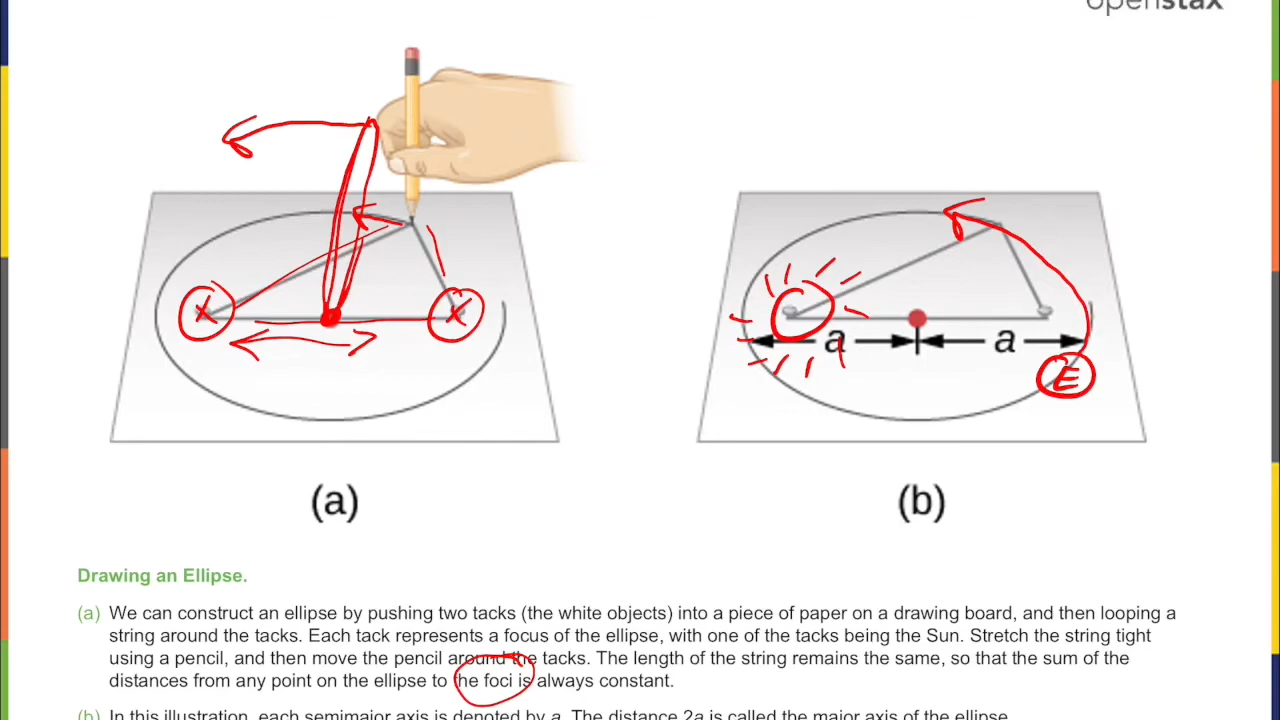 openstax
X X
a a
E
(a) (b)
Drawing an Ellipse.
(a) We can construct an ellipse by pushing two tacks (the white objects) into a piece of paper on a drawing board, and then looping a
string around the tacks. Each tack represents a focus of the ellipse, with one of the tacks being the Sun. Stretch the string tight
using a pencil, and then move the pencil around the tacks. The length of the string remains the same, so that the sum of the
distances from any point on the ellipse to the foci is always constant.
(b) In this illustration, each semimajor axis is denoted by a. The distance 2a is called the major axis of the ellipse.